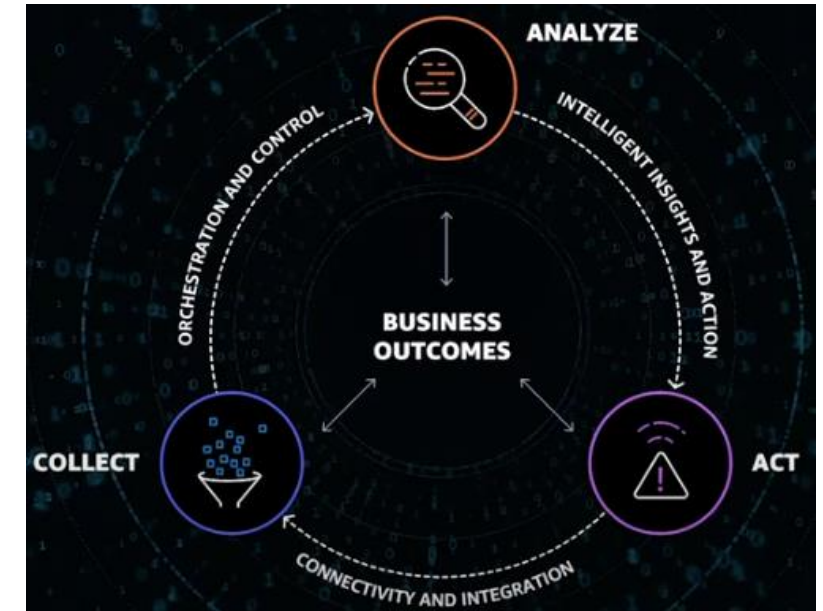 ANALYZE
ORCHESTRATION AND CONTROL
INTELLIGENT INSIGHTS AND ACTION
BUSINESS
OUTCOMES
COLLECT
ACT
CONNECTIVITY AND INTEGRATION